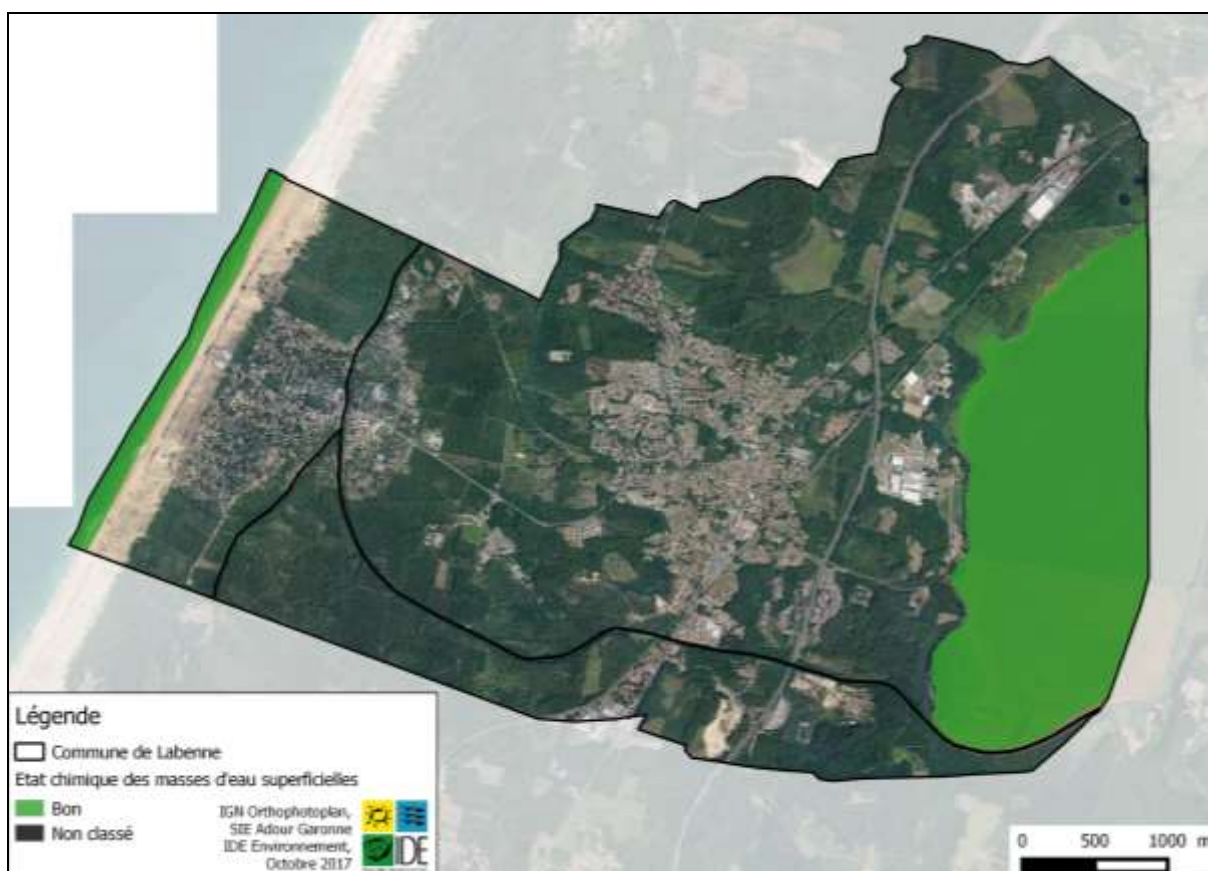 Légende
Commune de Labenne
Etat chimique des masses d'eau superficielles
Bon
Non classé
IGN Orthophotoplan,
SIE Adour Garonne
IDE Environnement,
Octobre 2017
IDE
0 500 1000 m